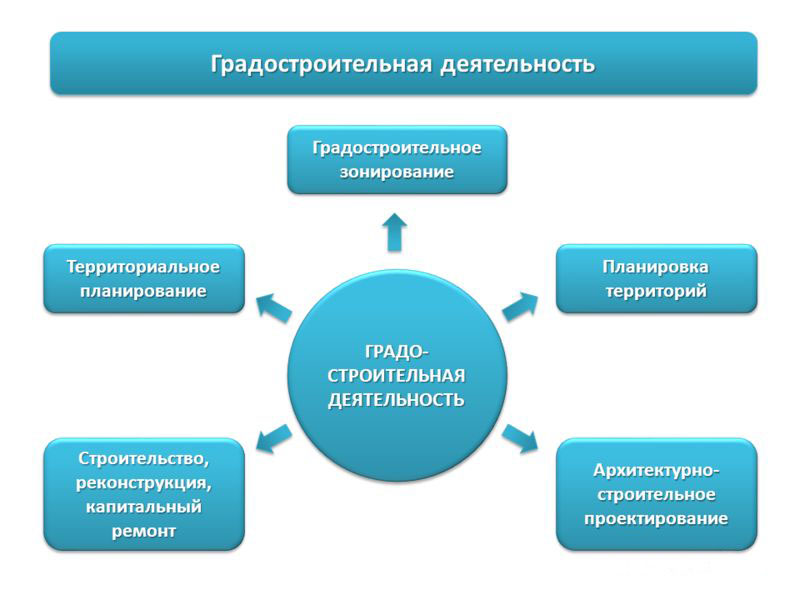 Градостроительная деятельность
Градостроительное
зонирование
Территориальное
планирование
Планировка
территорий
ГРАДО-
СТРОИТЕЛЬНАЯ
ДЕЯТЕЛЬНОСТЬ
Строительство,
реконструкция,
капитальный
ремонт
Архитектурно-
строительное
проектирование